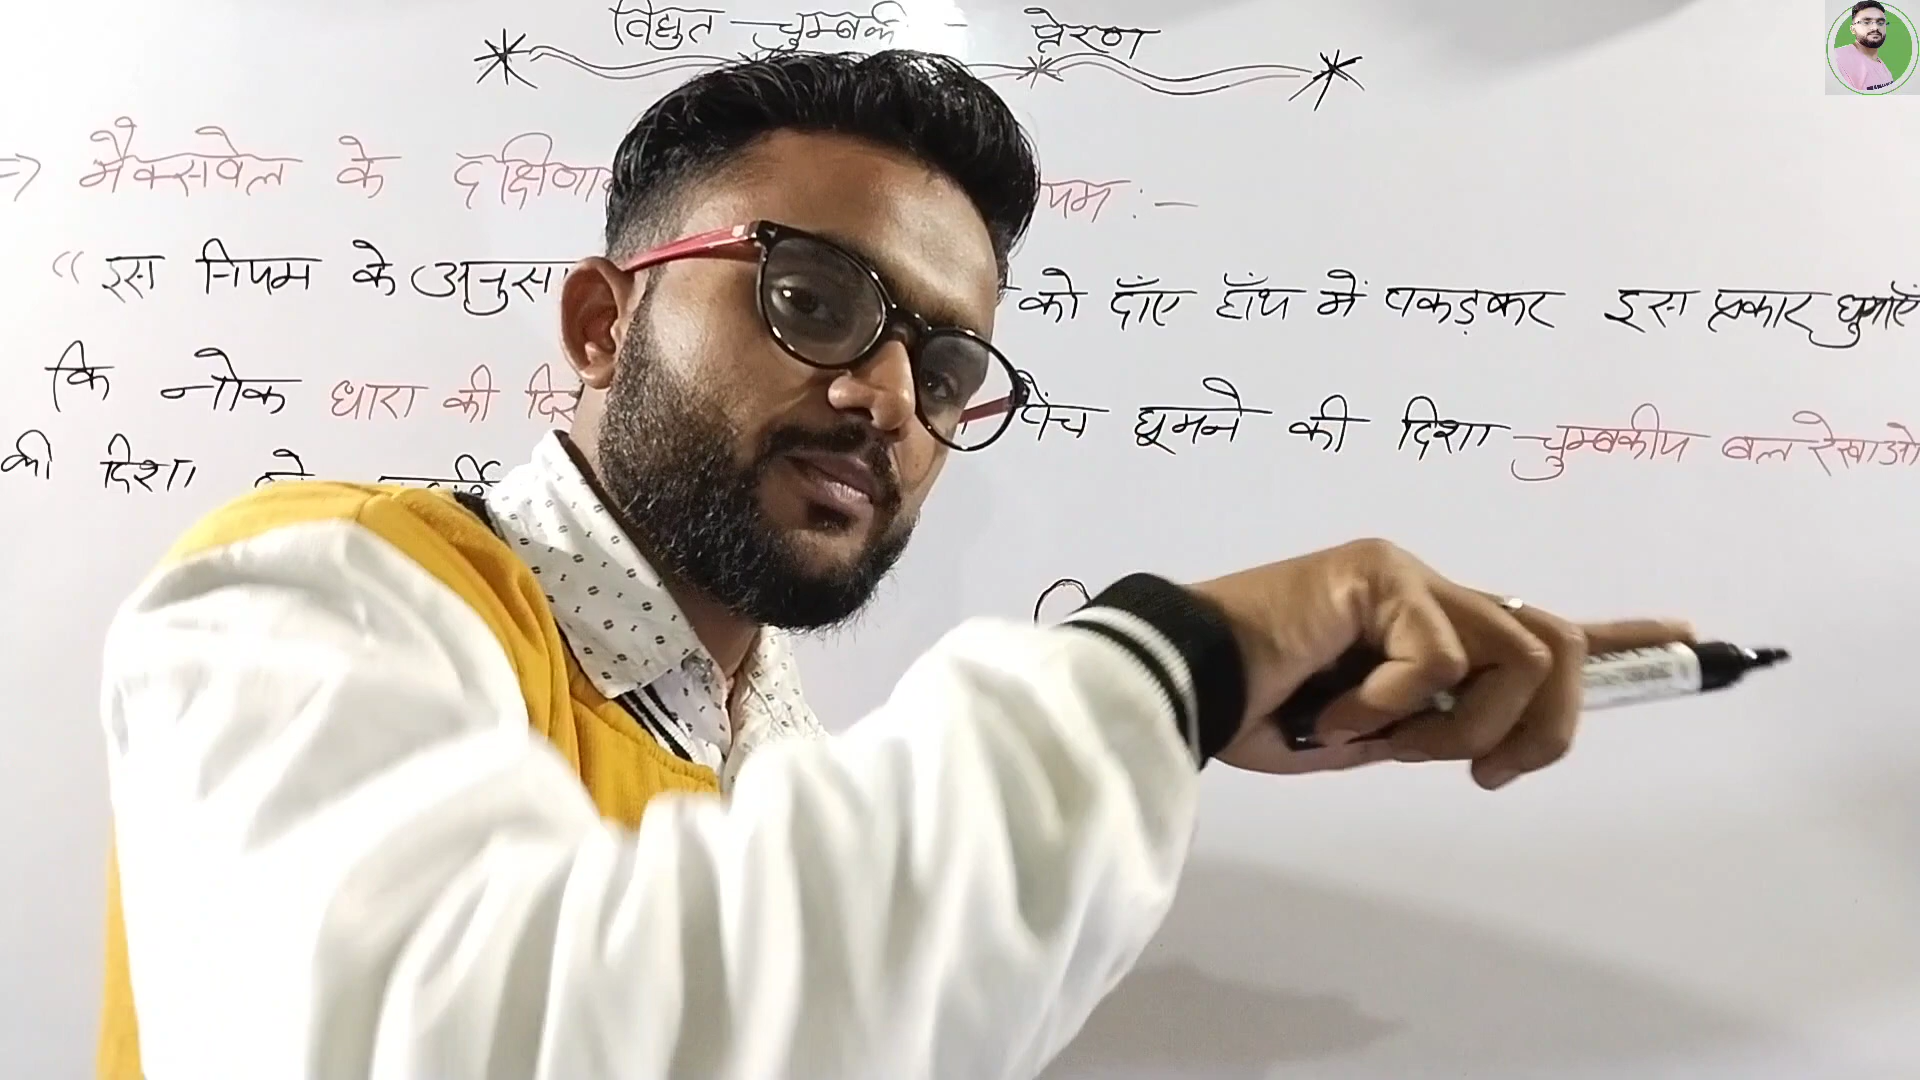 विद्युत चुम्बकी - प्रेरण
→ मैक्सवेल के दक्षिणा यम :-
“ इस नियम के अनुसा को दाँए हाँथ में पकड़कर इस प्रकार घुमाएँ
कि नोक धारा की दिश पेंच घूमने की दिशा चुम्बकीय बल रेखाओ
की दिशा को